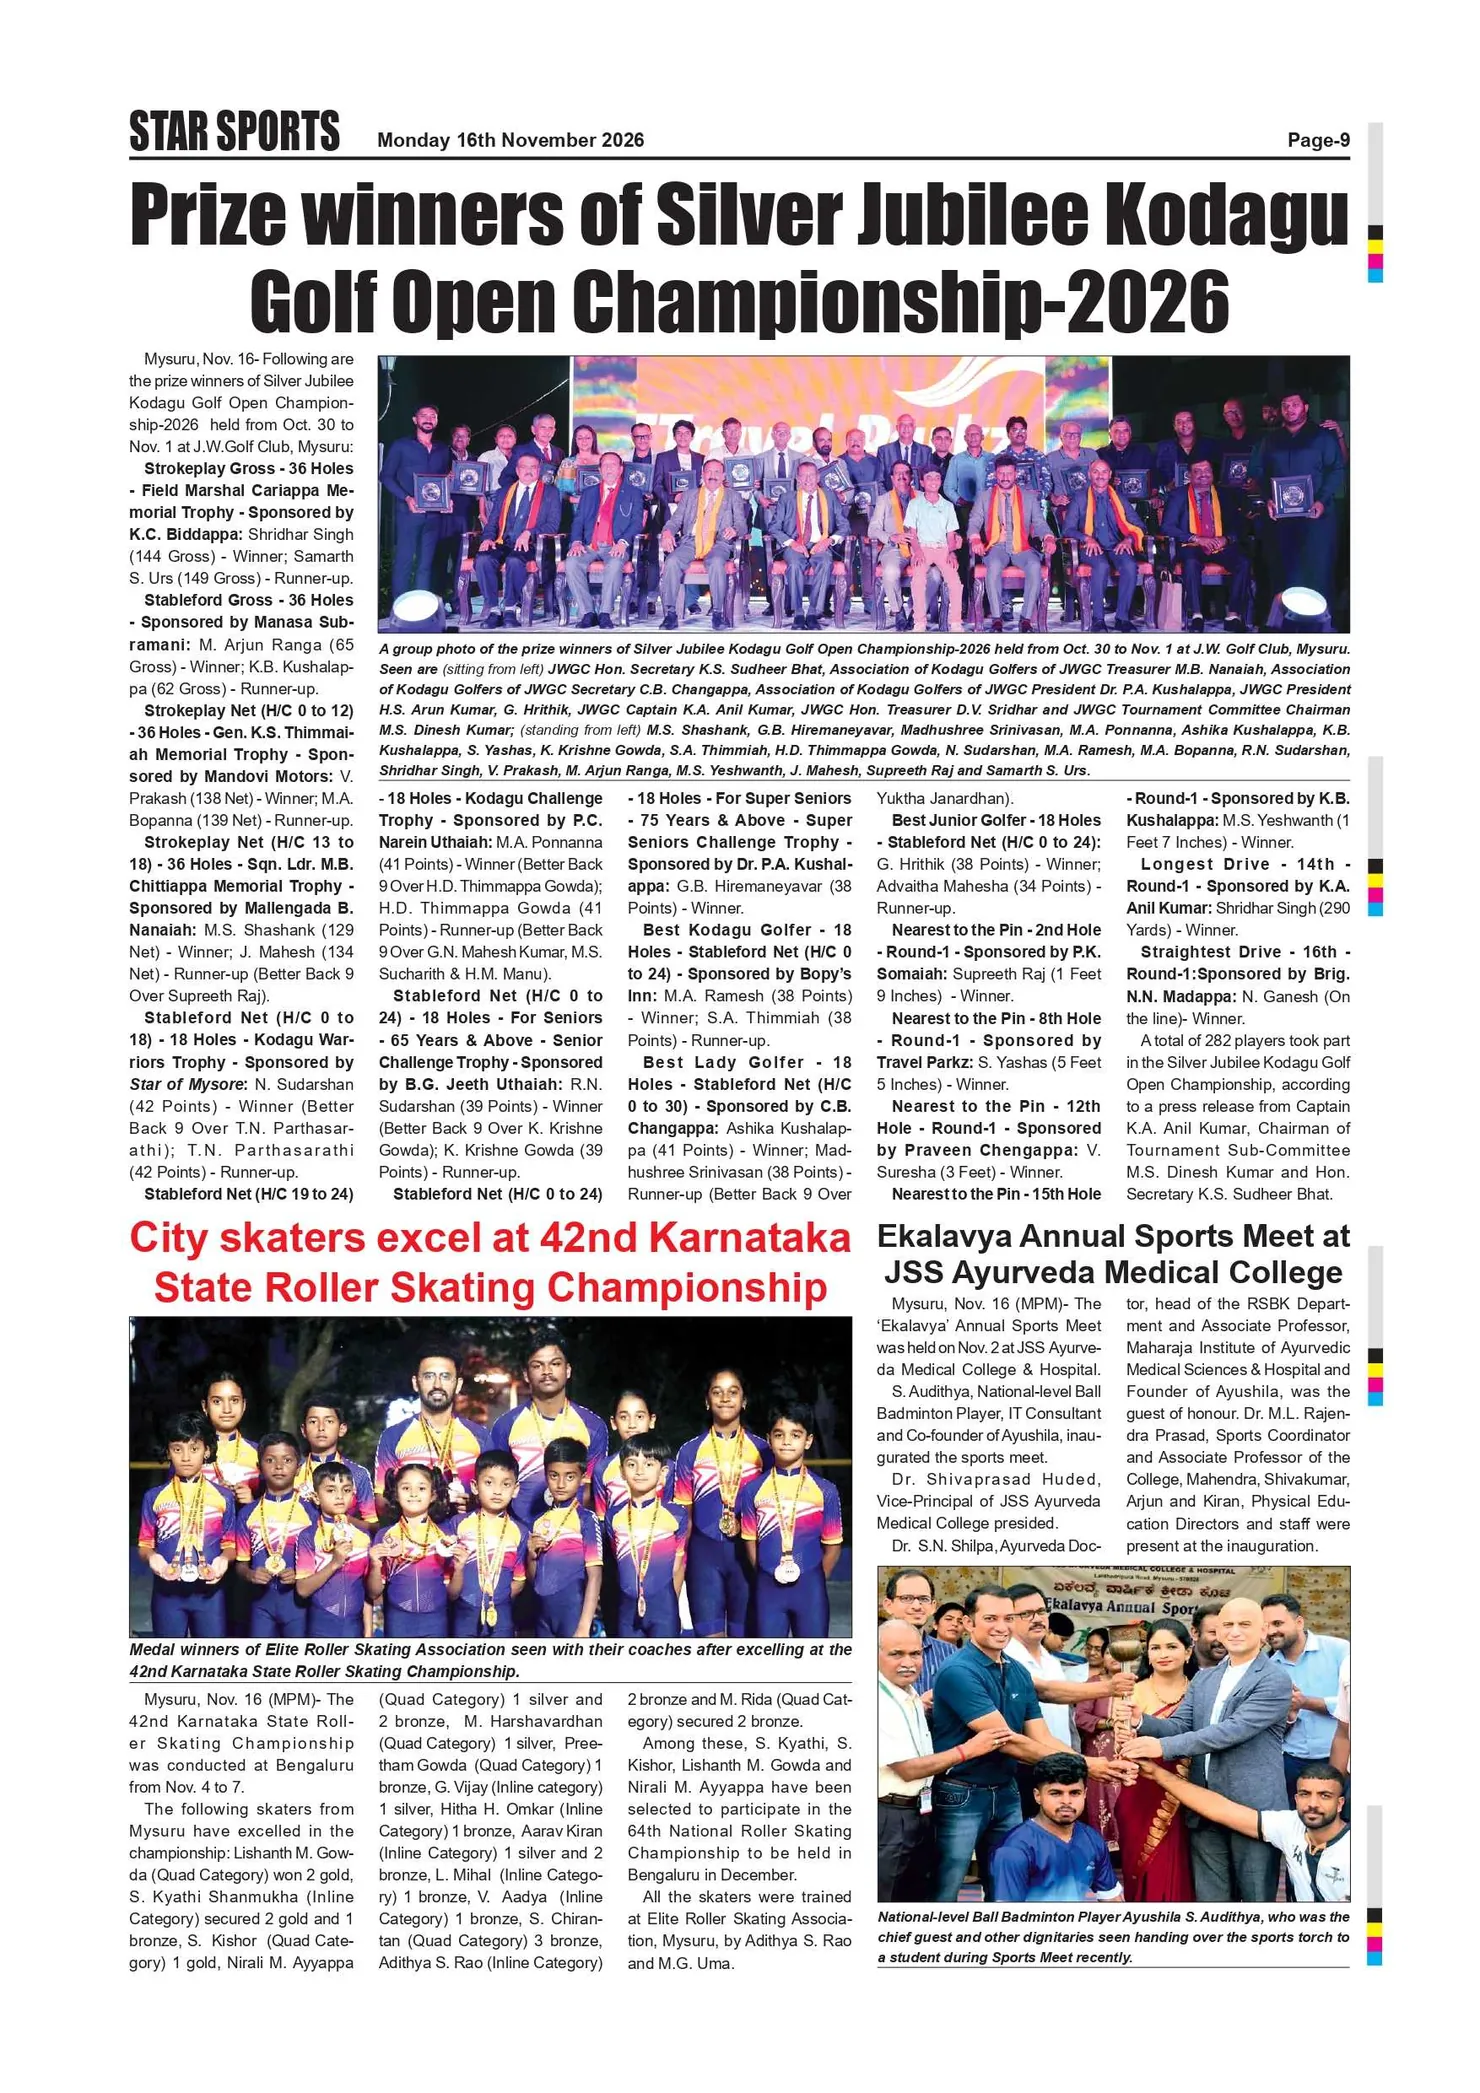 STAR SPORTS
Monday 16th November 2026
Page-9
Prize winners of Silver Jubilee Kodagu
Golf Open Championship-2026
Mysuru, Nov. 16- Following are
the prize winners of Silver Jubilee
Kodagu Golf Open Champion-
ship-2026 held from Oct. 30 to
Nov. 1 at J.W.Golf Club, Mysuru:
Strokeplay Gross - 36 Holes
- Field Marshal Cariappa Me-
morial Trophy - Sponsored by
K.C. Biddappa: Shridhar Singh
(144 Gross) - Winner; Samarth
S. Urs (149 Gross) - Runner-up.
Stableford Gross - 36 Holes
- Sponsored by Manasa Sub-
ramani: M. Arjun Ranga (65
Gross) - Winner; K.B. Kushalap-
pa (62 Gross) - Runner-up.
Strokeplay Net (H/C 0 to 12)
- 36 Holes - Gen. K.S. Thimmai-
ah Memorial Trophy - Spon-
sored by Mandovi Motors: V.
Prakash (138 Net) - Winner; M.A.
Bopanna (139 Net) - Runner-up.
Strokeplay Net (H/C 13 to
18) - 36 Holes - Sqn. Ldr. M.B.
Chittiappa Memorial Trophy -
Sponsored by Mallengada B.
Nanaiah: M.S. Shashank (129
Net) - Winner; J. Mahesh (134
Net) - Runner-up (Better Back 9
Over Supreeth Raj).
Stableford Net (H/C 0 to
18) - 18 Holes - Kodagu War-
riors Trophy - Sponsored by
Star of Mysore: N. Sudarshan
(42 Points) - Winner (Better
Back 9 Over T.N. Parthasar-
athi); T.N. Parthasarathi
(42 Points) - Runner-up.
Stableford Net (H/C 19 to 24)
Travel Parkz
A group photo of the prize winners of Silver Jubilee Kodagu Golf Open Championship-2026 held from Oct. 30 to Nov. 1 at J.W. Golf Club, Mysuru.
Seen are (sitting from left) JWGC Hon. Secretary K.S. Sudheer Bhat, Association of Kodagu Golfers of JWGC Treasurer M.B. Nanaiah, Association
of Kodagu Golfers of JWGC Secretary C.B. Changappa, Association of Kodagu Golfers of JWGC President Dr. P.A. Kushalappa, JWGC President
H.S. Arun Kumar, G. Hrithik, JWGC Captain K.A. Anil Kumar, JWGC Hon. Treasurer D.V. Sridhar and JWGC Tournament Committee Chairman
M.S. Dinesh Kumar; (standing from left) M.S. Shashank, G.B. Hiremaneyavar, Madhushree Srinivasan, M.A. Ponnanna, Ashika Kushalappa, K.B.
Kushalappa, S. Yashas, K. Krishne Gowda, S.A. Thimmiah, H.D. Thimmappa Gowda, N. Sudarshan, M.A. Ramesh, M.A. Bopanna, R.N. Sudarshan,
Shridhar Singh, V. Prakash, M. Arjun Ranga, M.S. Yeshwanth, J. Mahesh, Supreeth Raj and Samarth S. Urs.
- 18 Holes - Kodagu Challenge
Trophy - Sponsored by P.C.
Narein Uthaiah: M.A. Ponnanna
(41 Points) - Winner (Better Back
9 Over H.D. Thimmappa Gowda);
H.D. Thimmappa Gowda (41
Points) - Runner-up (Better Back
9 Over G.N. Mahesh Kumar, M.S.
Sucharith & H.M. Manu).
Stableford Net (H/C 0 to
24) - 18 Holes - For Seniors
- 65 Years & Above - Senior
Challenge Trophy - Sponsored
by B.G. Jeeth Uthaiah: R.N.
Sudarshan (39 Points) - Winner
(Better Back 9 Over K. Krishne
Gowda); K. Krishne Gowda (39
Points) - Runner-up.
Stableford Net (H/C 0 to 24)
- 18 Holes - For Super Seniors
- 75 Years & Above - Super
Seniors Challenge Trophy -
Sponsored by Dr. P.A. Kushal-
appa: G.B. Hiremaneyavar (38
Points) - Winner.
Best Kodagu Golfer - 18
Holes - Stableford Net (H/C 0
to 24) - Sponsored by Bopy's
Inn: M.A. Ramesh (38 Points)
- Winner; S.A. Thimmiah (38
Points) - Runner-up.
Best Lady Golfer - 18
Holes - Stableford Net (H/C
0 to 30) - Sponsored by C.B.
Changappa: Ashika Kushalap-
pa (41 Points) - Winner; Mad-
hushree Srinivasan (38 Points) -
Runner-up (Better Back 9 Over
Yuktha Janardhan).
Best Junior Golfer - 18 Holes
- Stableford Net (H/C 0 to 24):
G. Hrithik (38 Points) - Winner;
Advaitha Mahesha (34 Points) -
Runner-up.
Nearest to the Pin - 2nd Hole
- Round-1 - Sponsored by P.K.
Somaiah: Supreeth Raj (1 Feet
9 Inches) - Winner.
Nearest to the Pin - 8th Hole
- Round-1 - Sponsored by
Travel Parkz: S. Yashas (5 Feet
5 Inches) - Winner.
Nearest to the Pin - 12th
Hole - Round-1 - Sponsored
by Praveen Chengappa: V.
Suresha (3 Feet) - Winner.
Nearest to the Pin - 15th Hole
- Round-1 - Sponsored by K.B.
Kushalappa: M.S. Yeshwanth (1
Feet 7 Inches) - Winner.
Longest Drive - 14th -
Round-1 - Sponsored by K.A.
Anil Kumar: Shridhar Singh (290
Yards) - Winner.
Straightest Drive - 16th -
Round-1:Sponsored by Brig.
N.N. Madappa: N. Ganesh (On
the line)- Winner.
A total of 282 players took part
in the Silver Jubilee Kodagu Golf
Open Championship, according
to a press release from Captain
K.A. Anil Kumar, Chairman of
Tournament Sub-Committee
M.S. Dinesh Kumar and Hon.
Secretary K.S. Sudheer Bhat.
City skaters excel at 42nd Karnataka
State Roller Skating Championship
Medal winners of Elite Roller Skating Association seen with their coaches after excelling at the
42nd Karnataka State Roller Skating Championship.
Mysuru, Nov. 16 (MPM)- The
42nd Karnataka State Roll-
er Skating Championship
was conducted at Bengaluru
from Nov. 4 to 7.
The following skaters from
Mysuru have excelled in the
championship: Lishanth M. Gow-
da (Quad Category) won 2 gold,
S. Kyathi Shanmukha (Inline
Category) secured 2 gold and 1
bronze, S. Kishor (Quad Cate-
gory) 1 gold, Nirali M. Ayyappa
(Quad Category) 1 silver and
2 bronze, M. Harshavardhan
(Quad Category) 1 silver, Pree-
tham Gowda (Quad Category) 1
bronze, G. Vijay (Inline category)
1 silver, Hitha H. Omkar (Inline
Category) 1 bronze, Aarav Kiran
(Inline Category) 1 silver and 2
bronze, L. Mihal (Inline Catego-
ry) 1 bronze, V. Aadya (Inline
Category) 1 bronze, S. Chiran-
tan (Quad Category) 3 bronze,
Adithya S. Rao (Inline Category)
2 bronze and M. Rida (Quad Cat-
egory) secured 2 bronze.
Among these, S. Kyathi, S.
Kishor, Lishanth M. Gowda and
Nirali M. Ayyappa have been
selected to participate in the
64th National Roller Skating
Championship to be held in
Bengaluru in December.
All the skaters were trained
at Elite Roller Skating Associa-
tion, Mysuru, by Adithya S. Rao
and M.G. Uma.
Ekalavya Annual Sports Meet at
JSS Ayurveda Medical College
Mysuru, Nov. 16 (MPM)- The
‘Ekalavya’ Annual Sports Meet
was held on Nov. 2 at JSS Ayurve-
da Medical College & Hospital.
S. Audithya, National-level Ball
Badminton Player, IT Consultant
and Co-founder of Ayushila, inau-
gurated the sports meet.
Dr. Shivaprasad Huded,
Vice-Principal of JSS Ayurveda
Medical College presided.
Dr. S.N. Shilpa, Ayurveda Doc-
tor, head of the RSBK Depart-
ment and Associate Professor,
Maharaja Institute of Ayurvedic
Medical Sciences & Hospital and
Founder of Ayushila, was the
guest of honour. Dr. M.L. Rajen-
dra Prasad, Sports Coordinator
and Associate Professor of the
College, Mahendra, Shivakumar,
Arjun and Kiran, Physical Edu-
cation Directors and staff were
present at the inauguration.
MEDICAL COLLEGE & HOSPITAL
Mysuru - 570028
ಏಕಲವ್ಯ ವಾರ್ಷಿಕ ಕ್ರೀಡಾ ಕೂಟ
Ekalavya Annual Spor
National-level Ball Badminton Player Ayushila S. Audithya, who was the
chief guest and other dignitaries seen handing over the sports torch to
a student during Sports Meet recently.